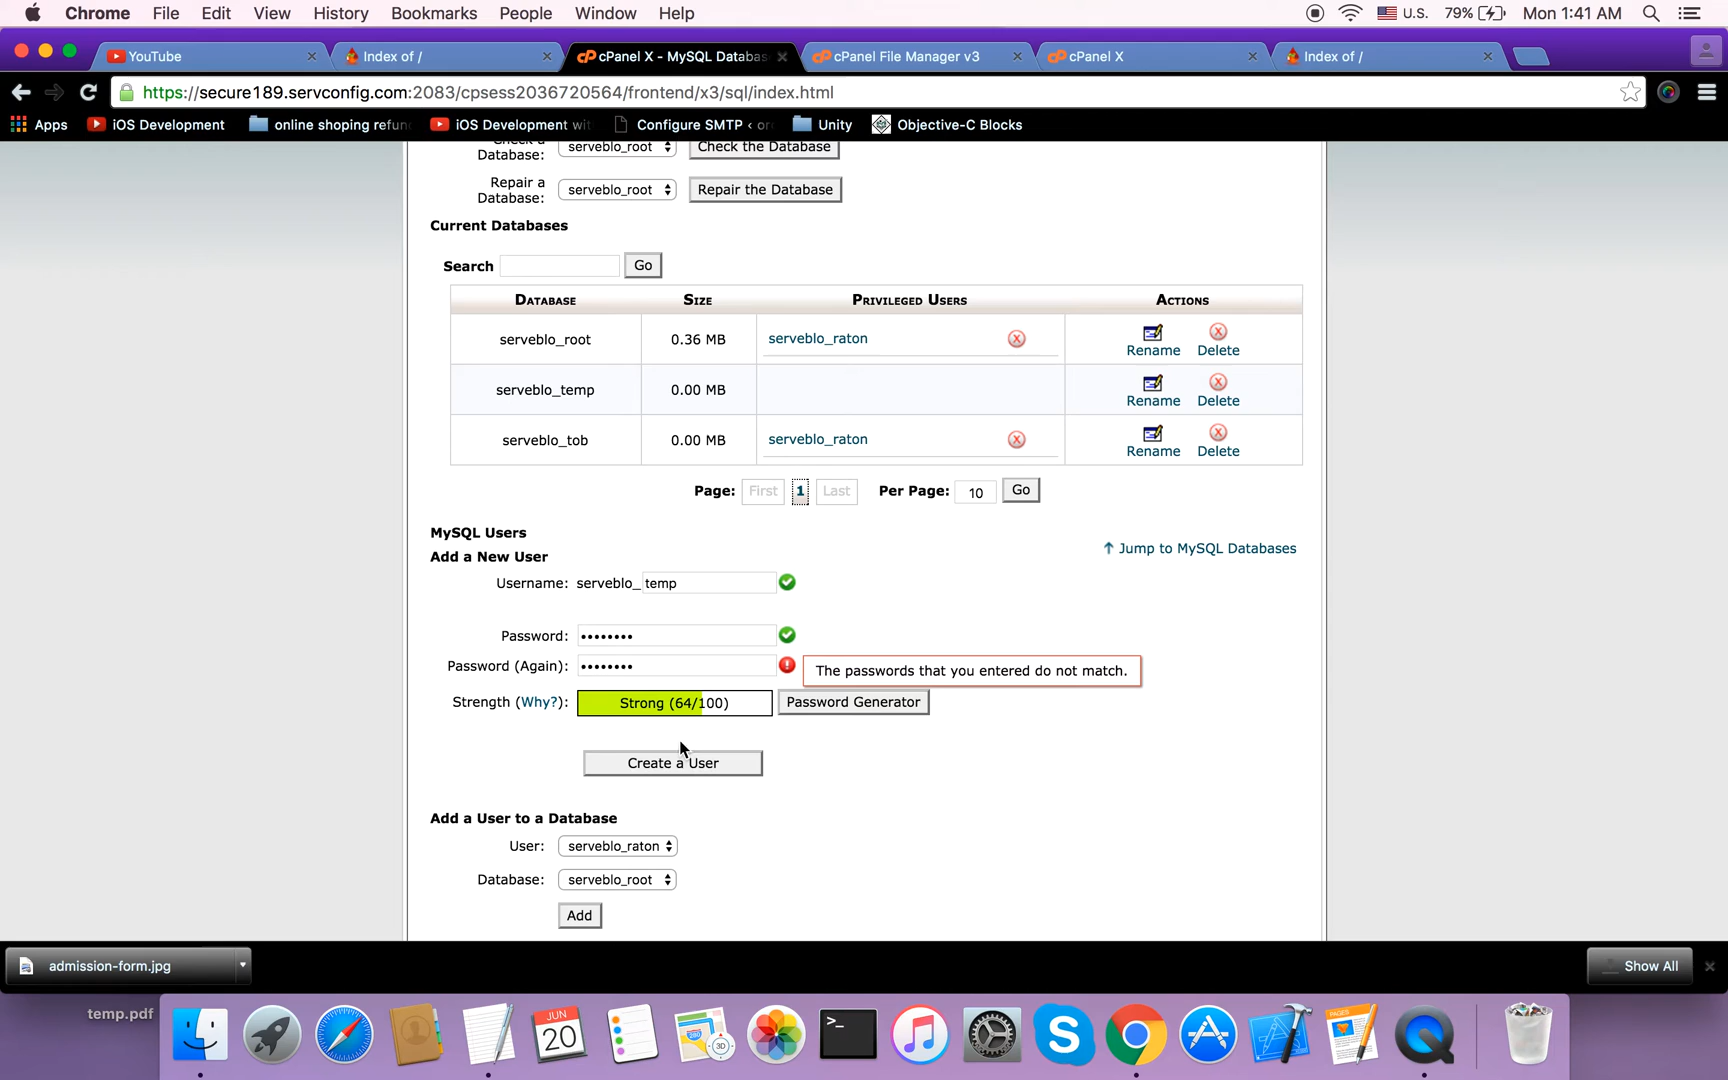 Chrome File Edit View History Bookmarks People Window Help U.S. 79% Mon 1:41 AM
YouTube Index of / cPanel X - MySQL Databas cPanel File Manager v3 cPanel X Index of /
https://secure189.servconfig.com:2083/cpsess2036720564/frontend/x3/sql/index.html
Apps iOS Development online shoping refun iOS Development wit Configure SMTP ‹ or Unity Objective-C Blocks
Check a
Database: serveblo_root Check the Database
Repair a
Database: serveblo_root Repair the Database
Current Databases
Search Go
DATABASE SIZE PRIVILEGED USERS ACTIONS
serveblo_root 0.36 MB serveblo_raton Rename Delete
serveblo_temp 0.00 MB Rename Delete
serveblo_tob 0.00 MB serveblo_raton Rename Delete
Page: First 1 Last Per Page: 10 Go
MySQL Users
Add a New User
↑ Jump to MySQL Databases
Username: serveblo_ temp
Password: ••••••••
Password (Again): •••••••• The passwords that you entered do not match.
Strength (Why?): Strong (64/100) Password Generator
Create a User
Add a User to a Database
User: serveblo_raton
Database: serveblo_root
Add
admission-form.jpg Show All
temp.pdf
JUN
20
3D
>_